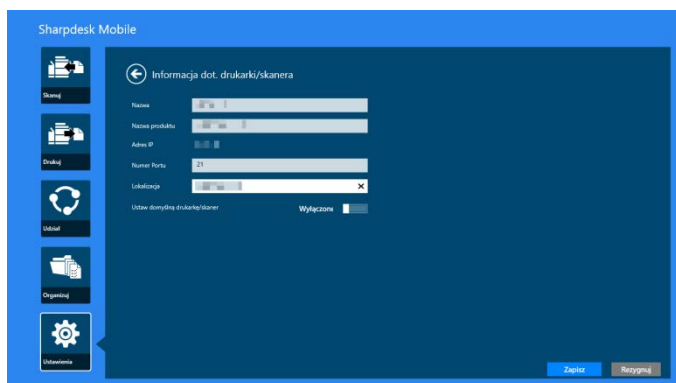 Sharpdesk Mobile
Skanuj
Drukuj
Udział
Organizuj
Ustawienia
Informacja dot. drukarki/skanera
Nazwa
Nazwa produktu
Adres IP
Numer Portu 21
Lokalizacja
Ustaw domyślną drukarkę/skaner Wyłączone
Zapisz Rezygnuj